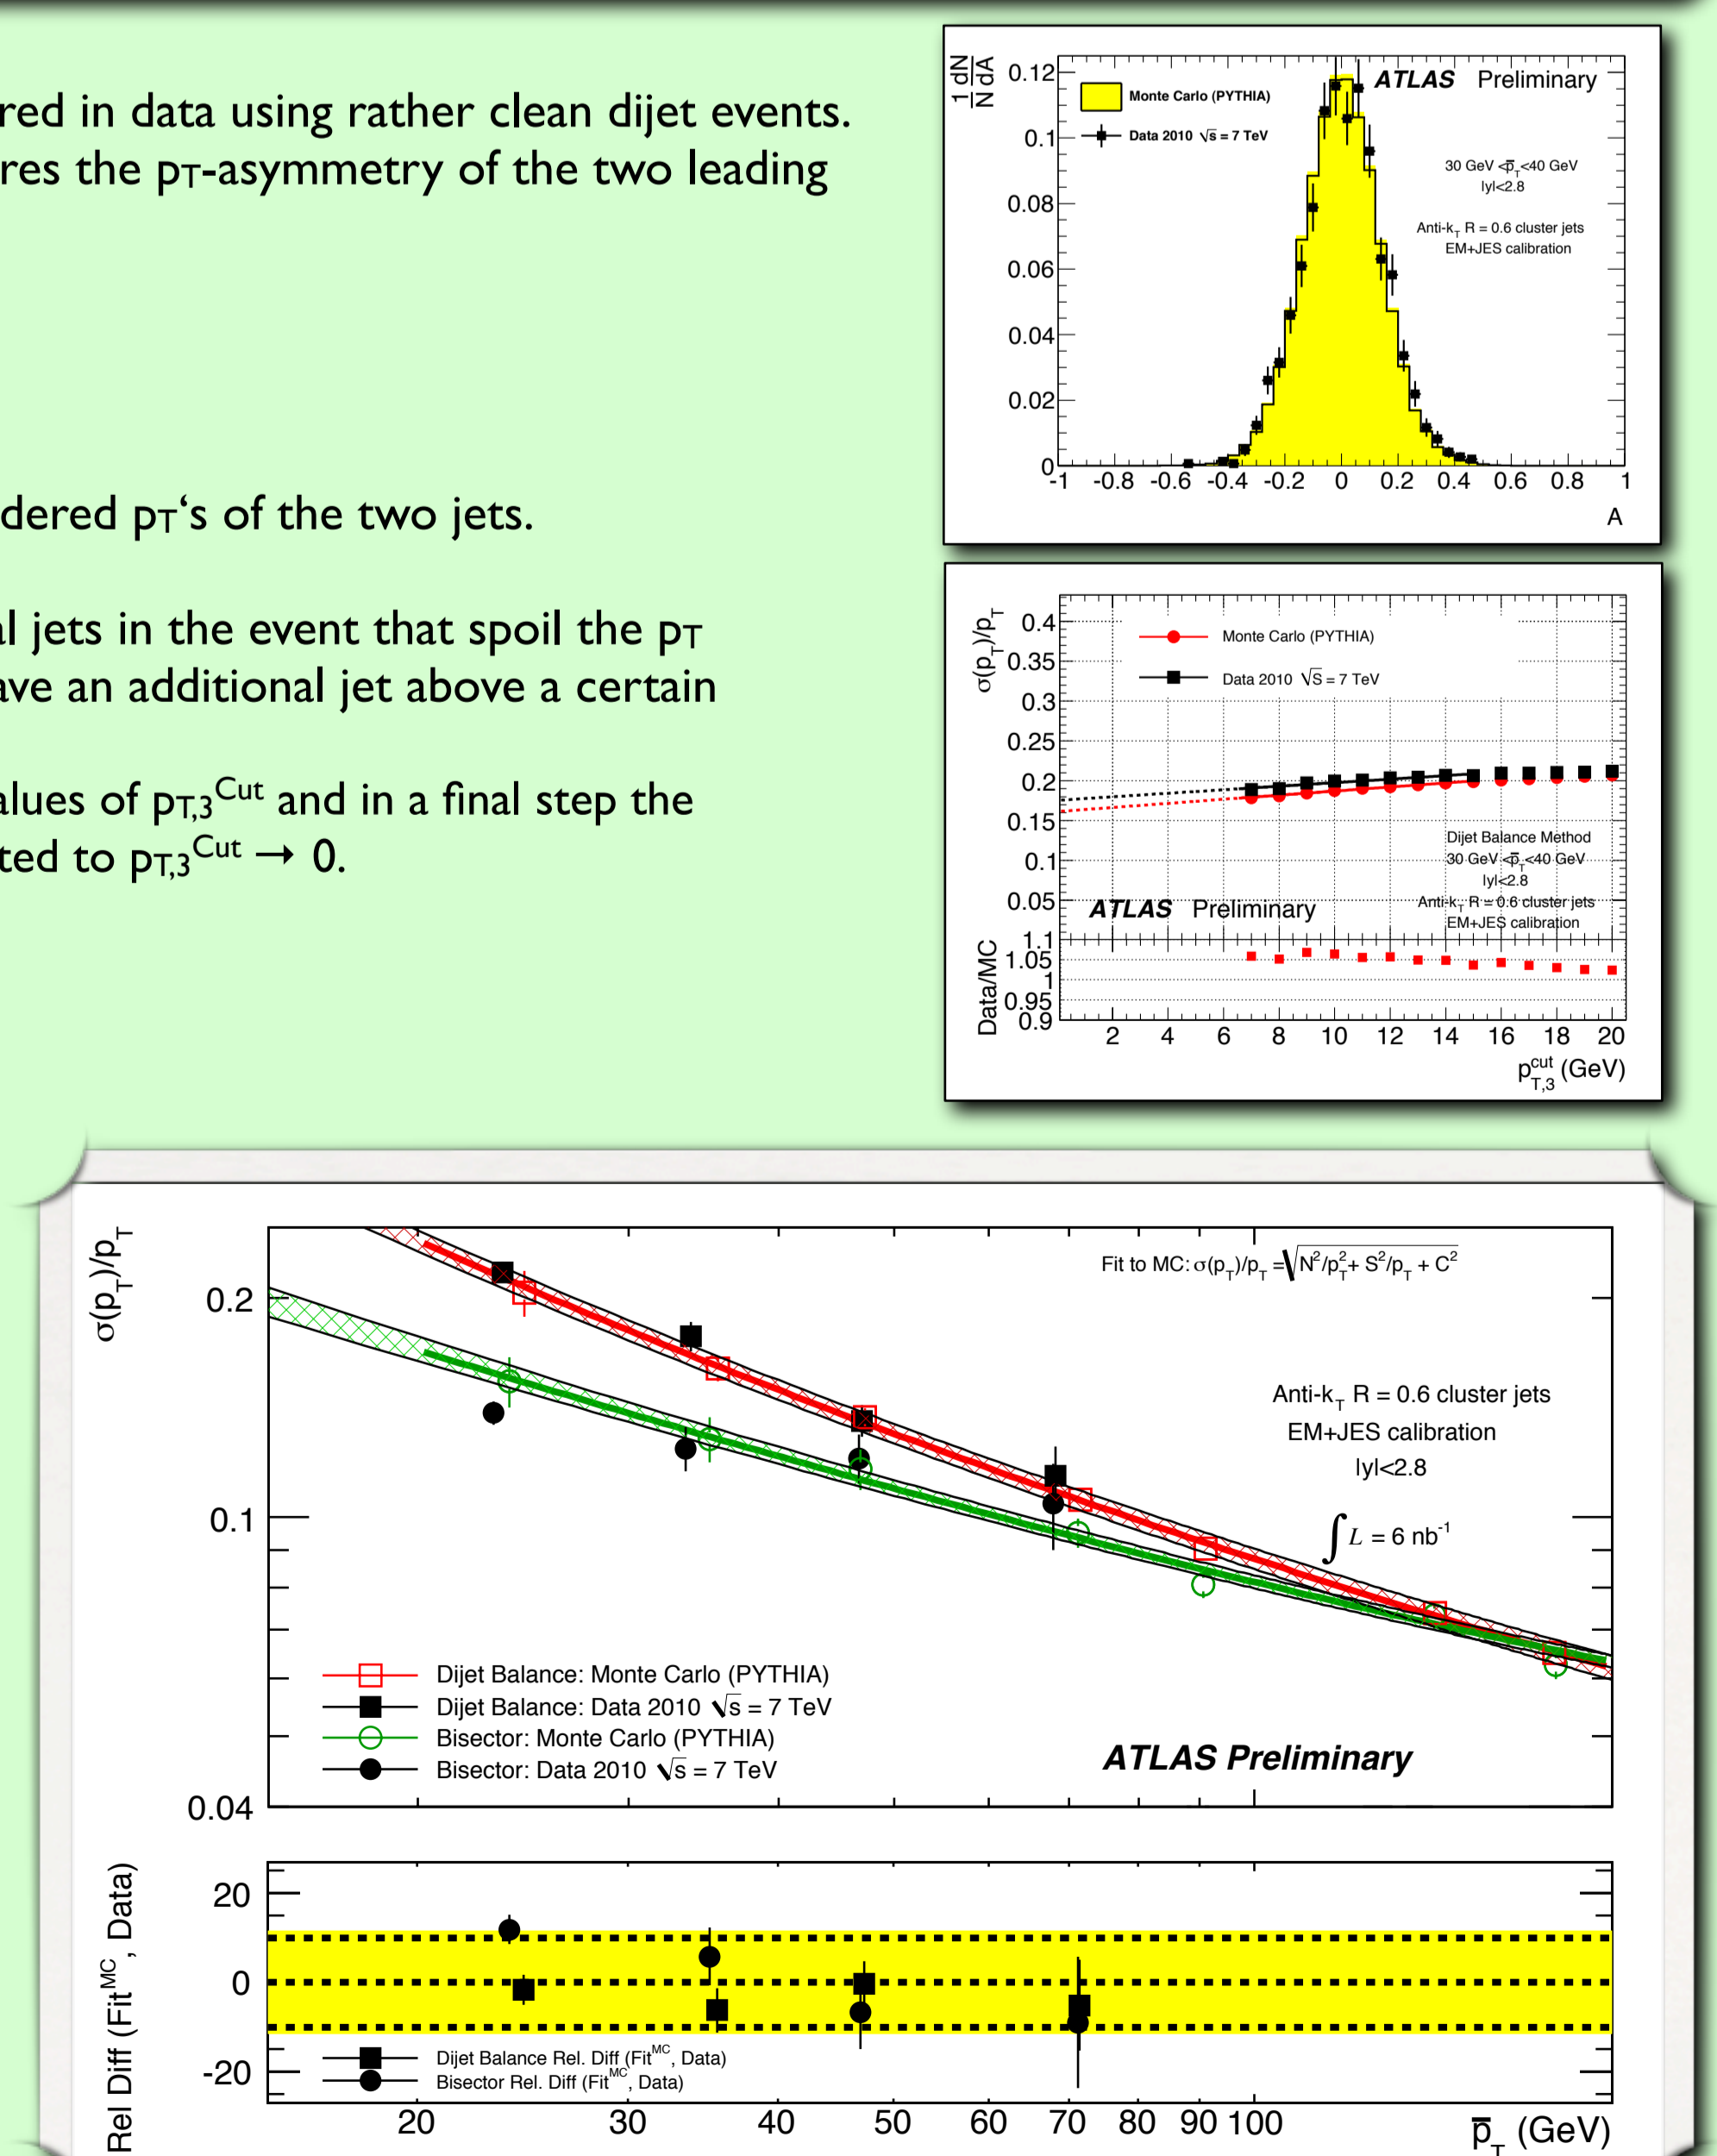 red in data using rather clean dijet events.
res the pT-asymmetry of the two leading
dered pT‘s of the two jets.
al jets in the event that spoil the pT
ave an additional jet above a certain
alues of pT,3Cut and in a final step the
ted to pT,3Cut → 0.
1 dN
N dA
ATLAS Preliminary
Monte Carlo (PYTHIA)
Data 2010 √s = 7 TeV
30 GeV <p̅T<40 GeV
|y|<2.8
Anti-kT R = 0.6 cluster jets
EM+JES calibration
0.12
0.1
0.08
0.06
0.04
0.02
0
-1 -0.8 -0.6 -0.4 -0.2 0 0.2 0.4 0.6 0.8 1
A
σ(pT)/pT
Monte Carlo (PYTHIA)
Data 2010 √s = 7 TeV
0.4
0.35
0.3
0.25
0.2
0.15
0.1
0.05
Dijet Balance Method
30 GeV <p̅T<40 GeV
|y|<2.8
Anti-kT R = 0.6 cluster jets
EM+JES calibration
ATLAS Preliminary
Data/MC
1.1
1.05
1
0.95
0.9
2 4 6 8 10 12 14 16 18 20
pT,3cut (GeV)
σ(pT)/pT
0.2
0.1
0.04
Fit to MC: σ(pT)/pT = √N2/pT2+ S2/pT + C2
Anti-kT R = 0.6 cluster jets
EM+JES calibration
|y|<2.8
∫L = 6 nb-1
Dijet Balance: Monte Carlo (PYTHIA)
Dijet Balance: Data 2010 √s = 7 TeV
Bisector: Monte Carlo (PYTHIA)
Bisector: Data 2010 √s = 7 TeV
ATLAS Preliminary
Rel Diff (FitMC, Data)
20
0
-20
Dijet Balance Rel. Diff (FitMC, Data)
Bisector Rel. Diff (FitMC, Data)
20 30 40 50 60 70 80 90 100
p̅T (GeV)